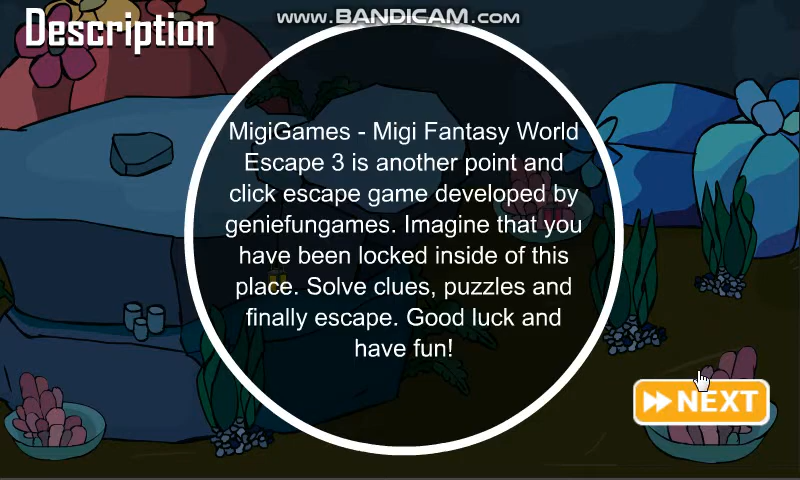 www.BANDICAM.com
Description
MigiGames - Migi Fantasy World
Escape 3 is another point and
click escape game developed by
geniefungames. Imagine that you
have been locked inside of this
place. Solve clues, puzzles and
finally escape. Good luck and
have fun!
NEXT